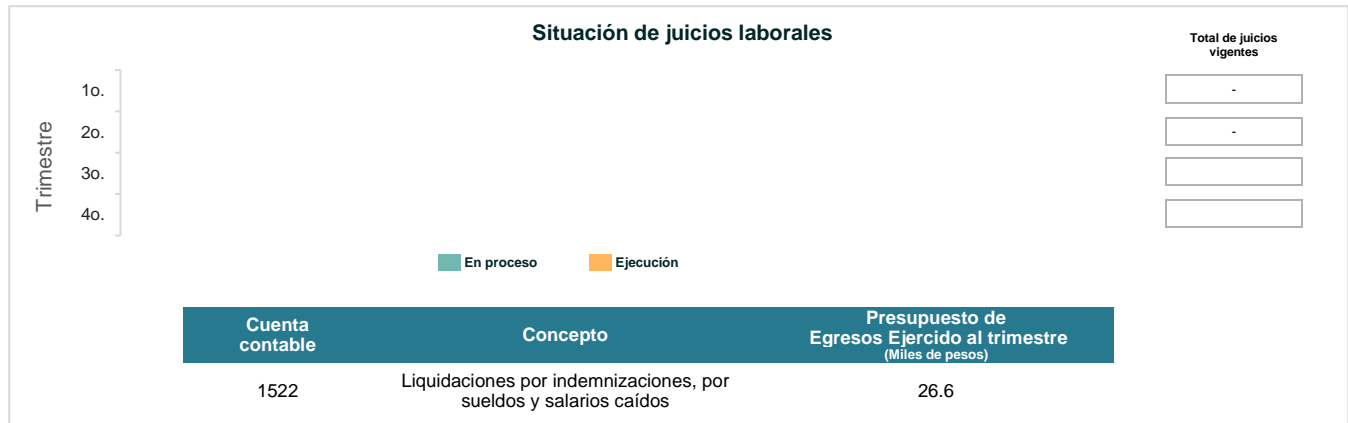 Situación de juicios laborales
Total de juicios
vigentes
Trimestre
1o.
-
2o.
-
3o.
4o.
En proceso
Ejecución
Cuenta
contable
Concepto
Presupuesto de
Egresos Ejercido al trimestre
(Miles de pesos)
1522
Liquidaciones por indemnizaciones, por
sueldos y salarios caídos
26.6